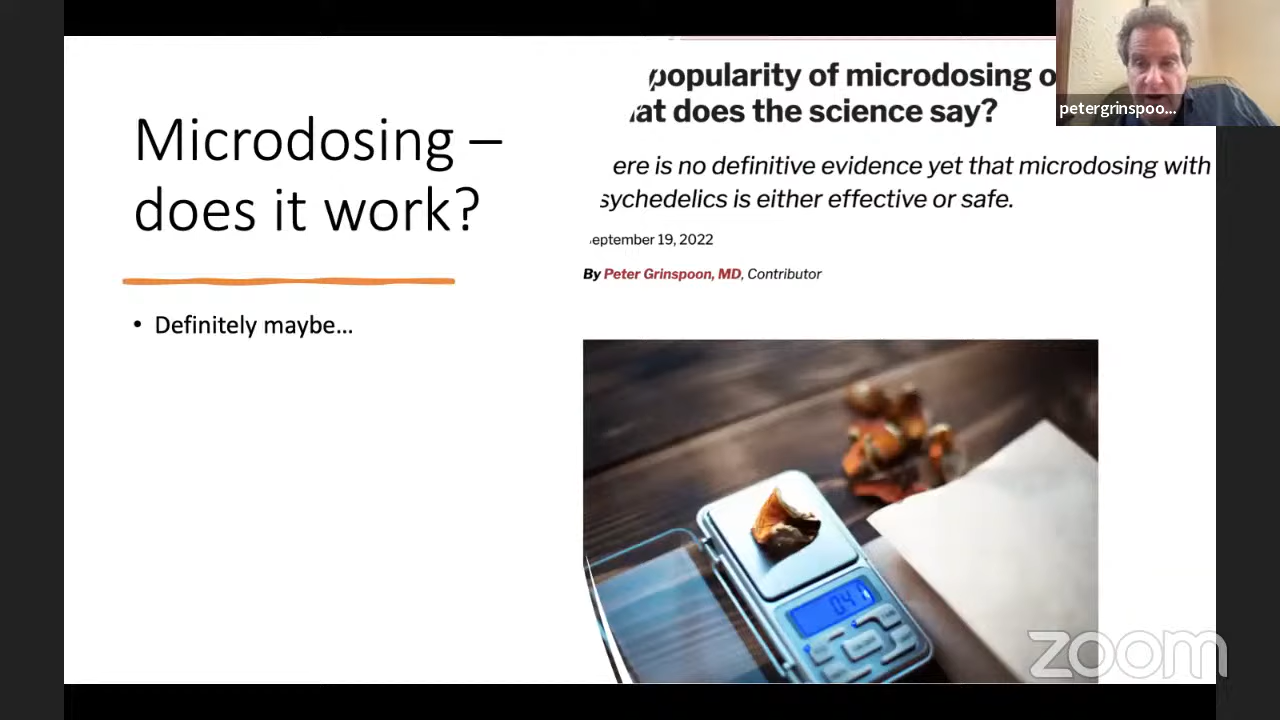 Microdosing –
does it work?
• Definitely maybe...
popularity of microdosing
at does the science say?
ere is no definitive evidence yet that microdosing with
sychedelics is either effective or safe.
eptember 19, 2022
By Peter Grinspoon, MD, Contributor
petergrinspoo...
zoom